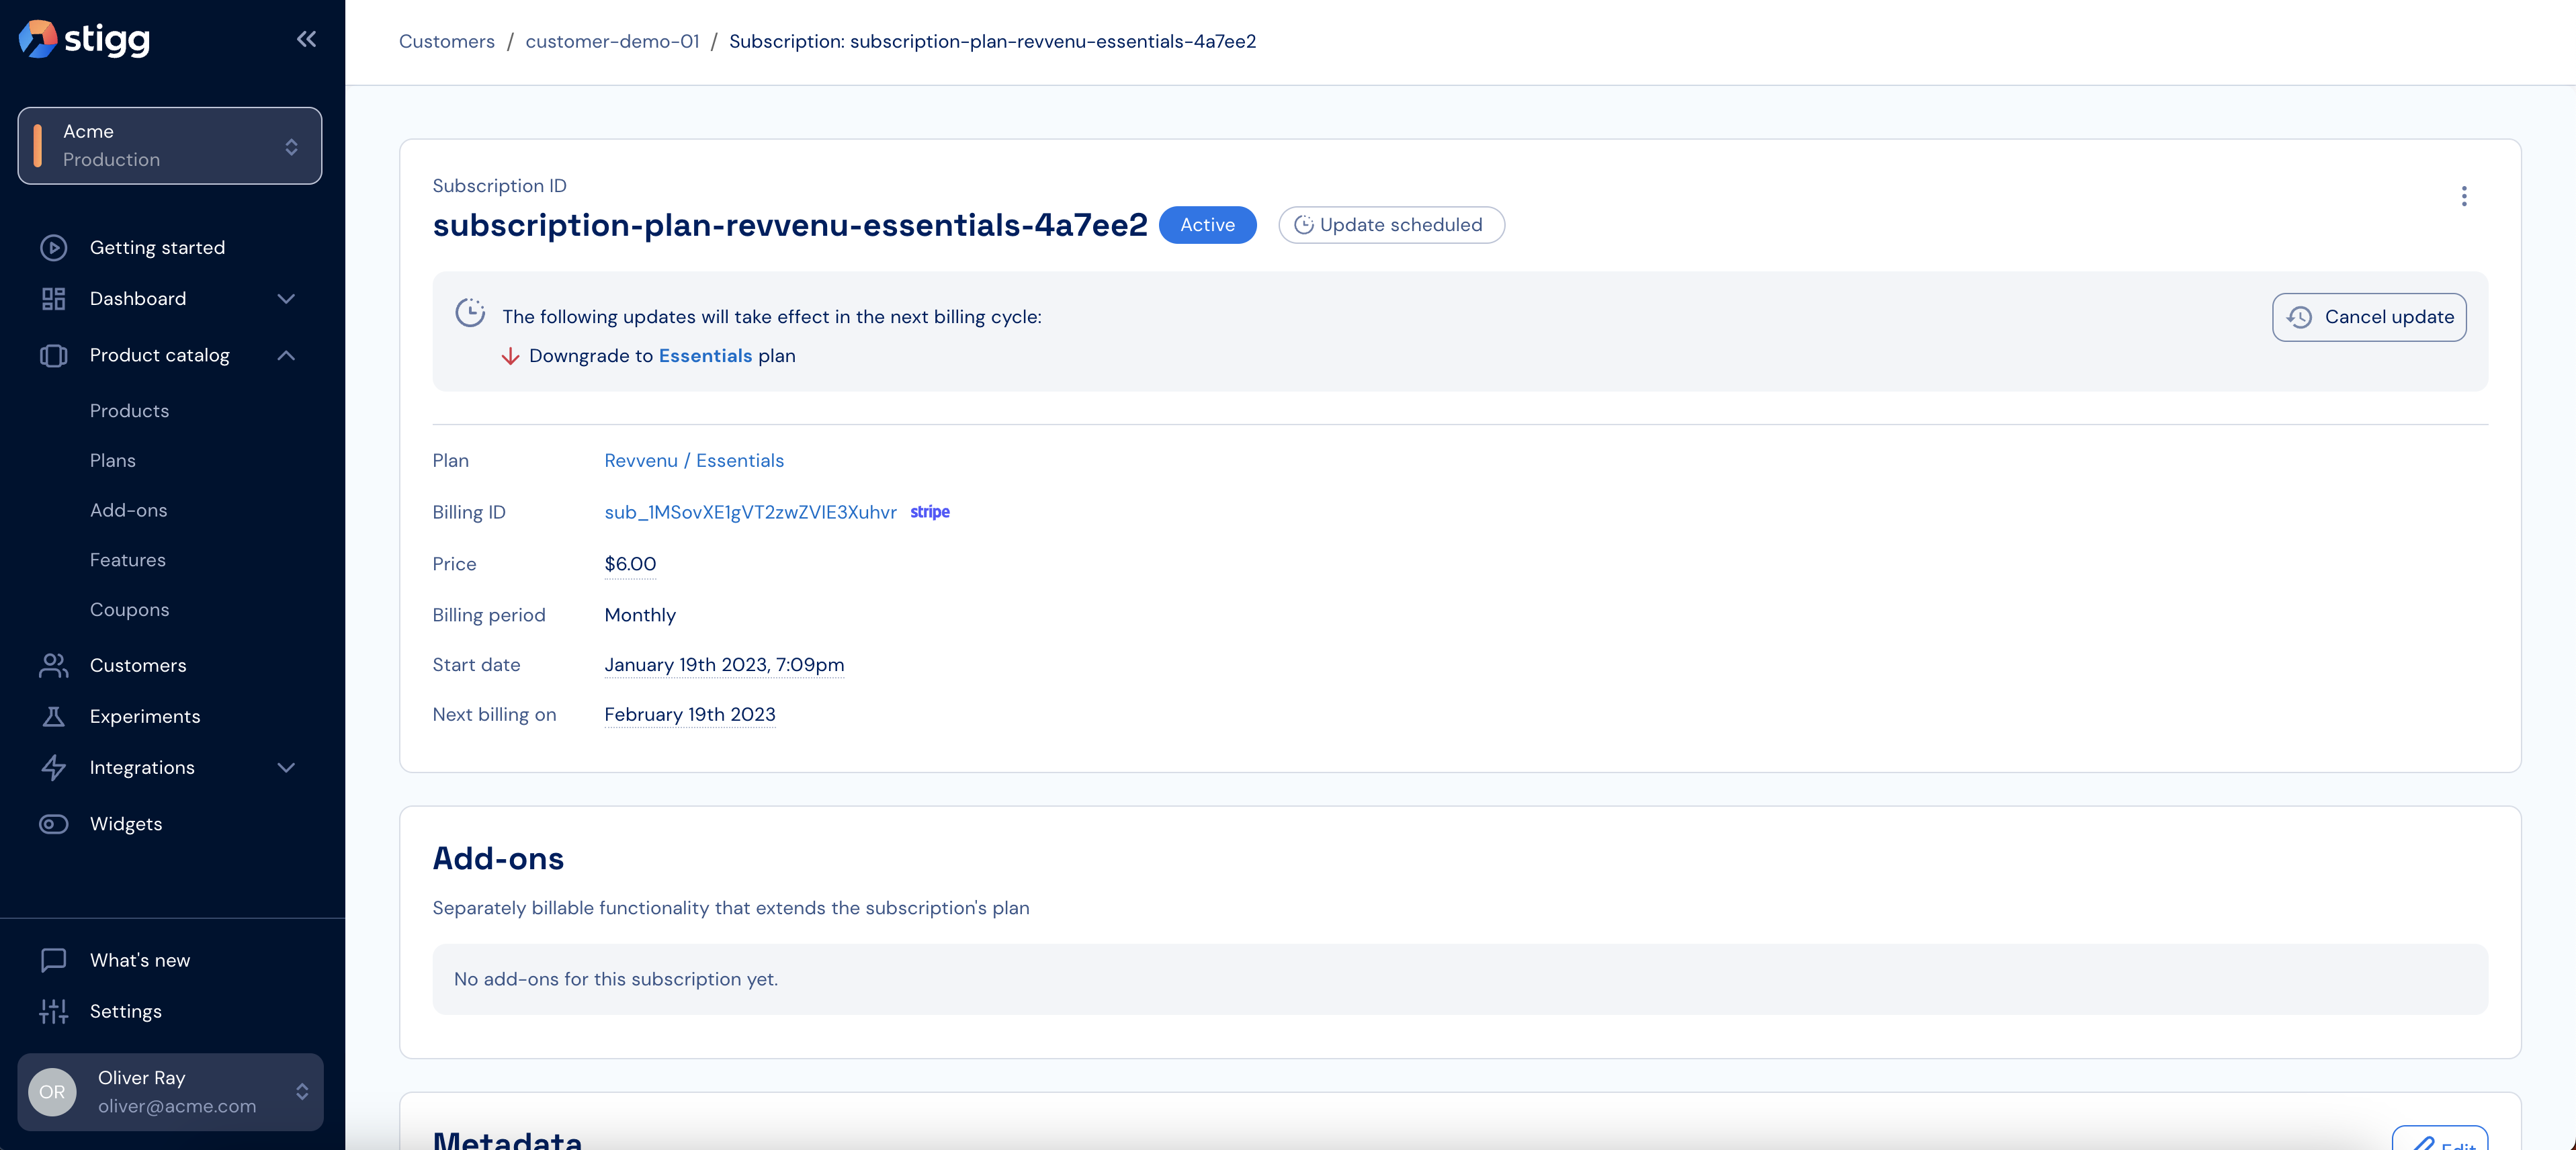 stigg
Acme
Production
Getting started
Dashboard
Product catalog
Products
Plans
Add-ons
Features
Coupons
Customers
Experiments
Integrations
Widgets
What's new
Settings
OR
Oliver Ray
oliver@acme.com
Customers / customer-demo-01 / Subscription: subscription-plan-revvenu-essentials-4a7ee2
Subscription ID
subscription-plan-revvenu-essentials-4a7ee2 Active Update scheduled
The following updates will take effect in the next billing cycle:
Cancel update
Downgrade to Essentials plan
Plan Revvenu / Essentials
Billing ID sub_1MSovXE1gVT2zwZVIE3Xuhvr stripe
Price $6.00
Billing period Monthly
Start date January 19th 2023, 7:09pm
Next billing on February 19th 2023
Add-ons
Separately billable functionality that extends the subscription's plan
No add-ons for this subscription yet.
Metadata
Edit